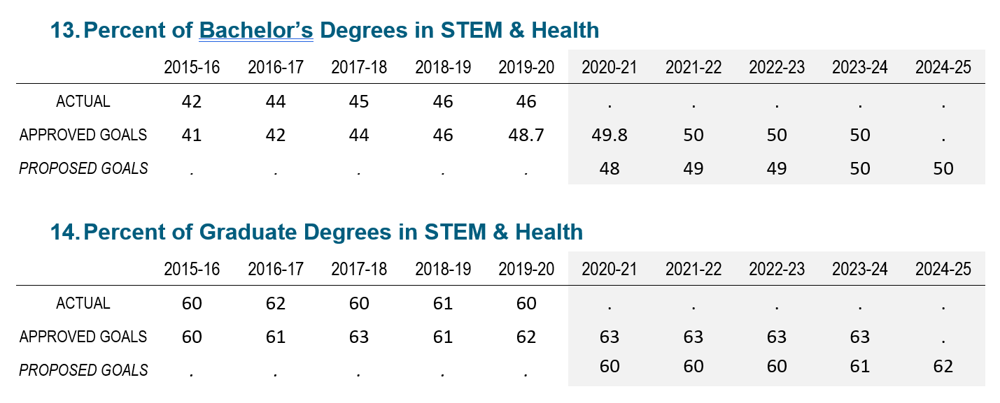 13. Percent of Bachelor’s Degrees in STEM & Health
2015-16 2016-17 2017-18 2018-19 2019-20 2020-21 2021-22 2022-23 2023-24 2024-25
ACTUAL 42 44 45 46 46 . . . . .
APPROVED GOALS 41 42 44 46 48.7 49.8 50 50 50 .
PROPOSED GOALS . . . . . 48 49 49 50 50
14. Percent of Graduate Degrees in STEM & Health
2015-16 2016-17 2017-18 2018-19 2019-20 2020-21 2021-22 2022-23 2023-24 2024-25
ACTUAL 60 62 60 61 60 . . . . .
APPROVED GOALS 60 61 63 61 62 63 63 63 63 .
PROPOSED GOALS . . . . . 60 60 60 61 62